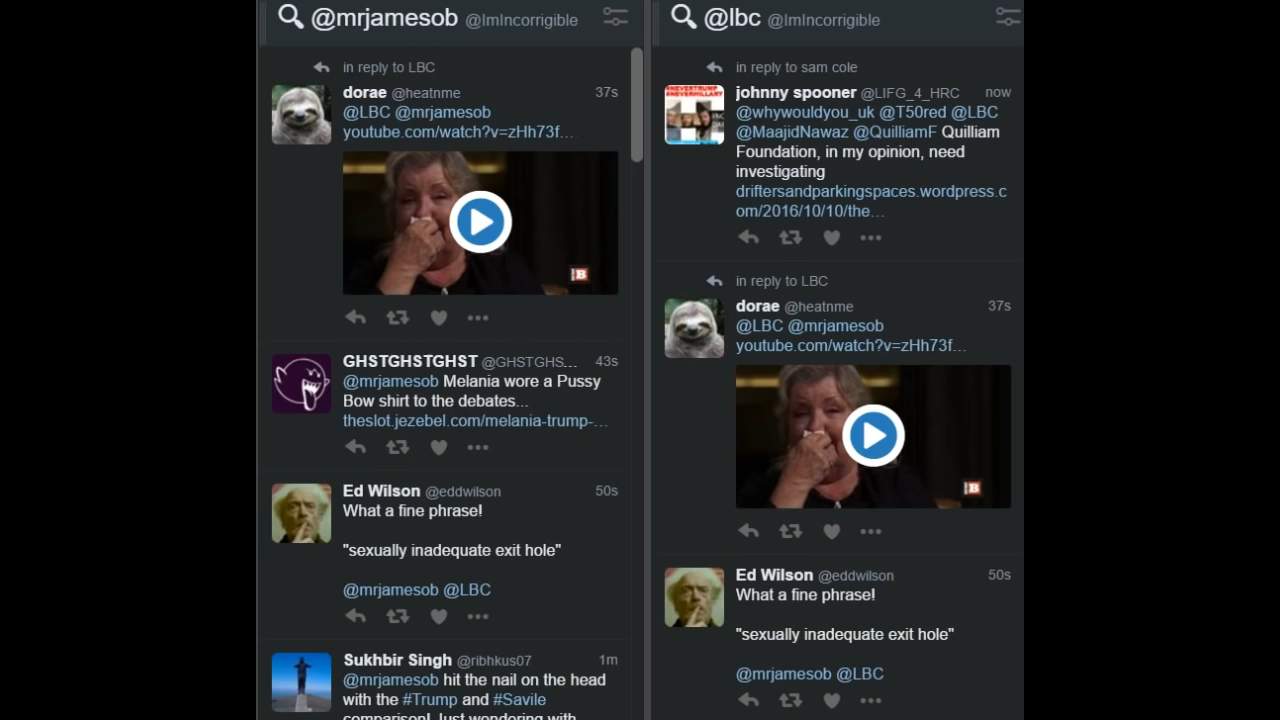 @mrjamesob @ImIncorrigible
in reply to LBC
dorae @heatnme 37s
@LBC @mrjamesob
youtube.com/watch?v=zHh73f…
B
GHSTGHSTGHST @GHSTGHS… 43s
@mrjamesob Melania wore a Pussy
Bow shirt to the debates...
theslot.jezebel.com/melania-trump-…
Ed Wilson @eddwilson 50s
What a fine phrase!
"sexually inadequate exit hole"
@mrjamesob @LBC
Sukhbir Singh @ribhkus07 1m
@mrjamesob hit the nail on the head
with the #Trump and #Savile
comparison! Just wondering with
@lbc @ImIncorrigible
in reply to sam cole
johnny spooner @LIFG_4_HRC now
@whywouldyou_uk @T50red @LBC
@MaajidNawaz @QuilliamF Quilliam
Foundation, in my opinion, need
investigating
driftersandparkingspaces.wordpress.c
om/2016/10/10/the…
in reply to LBC
dorae @heatnme 37s
@LBC @mrjamesob
youtube.com/watch?v=zHh73f…
B
Ed Wilson @eddwilson 50s
What a fine phrase!
"sexually inadequate exit hole"
@mrjamesob @LBC